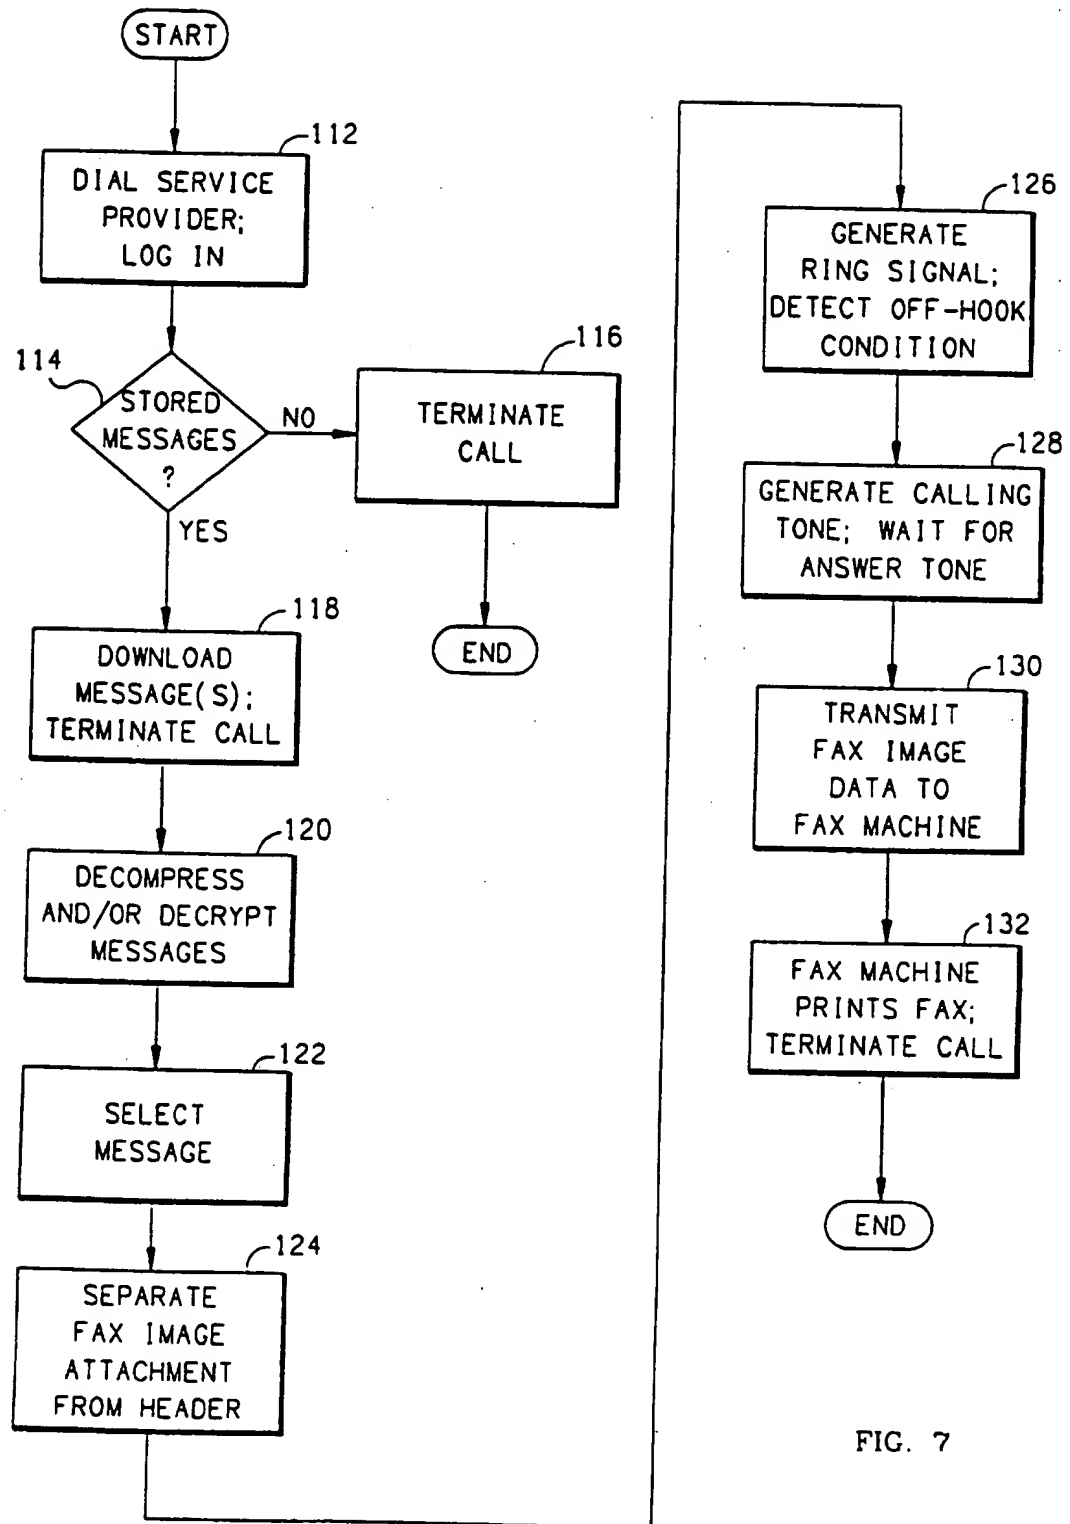 START
112
DIAL SERVICE
PROVIDER;
LOG IN
114
STORED
MESSAGES
?
NO
YES
116
TERMINATE
CALL
END
118
DOWNLOAD
MESSAGE(S);
TERMINATE CALL
120
DECOMPRESS
AND/OR DECRYPT
MESSAGES
122
SELECT
MESSAGE
124
SEPARATE
FAX IMAGE
ATTACHMENT
FROM HEADER
126
GENERATE
RING SIGNAL;
DETECT OFF-HOOK
CONDITION
128
GENERATE CALLING
TONE; WAIT FOR
ANSWER TONE
130
TRANSMIT
FAX IMAGE
DATA TO
FAX MACHINE
132
FAX MACHINE
PRINTS FAX;
TERMINATE CALL
END
FIG. 7